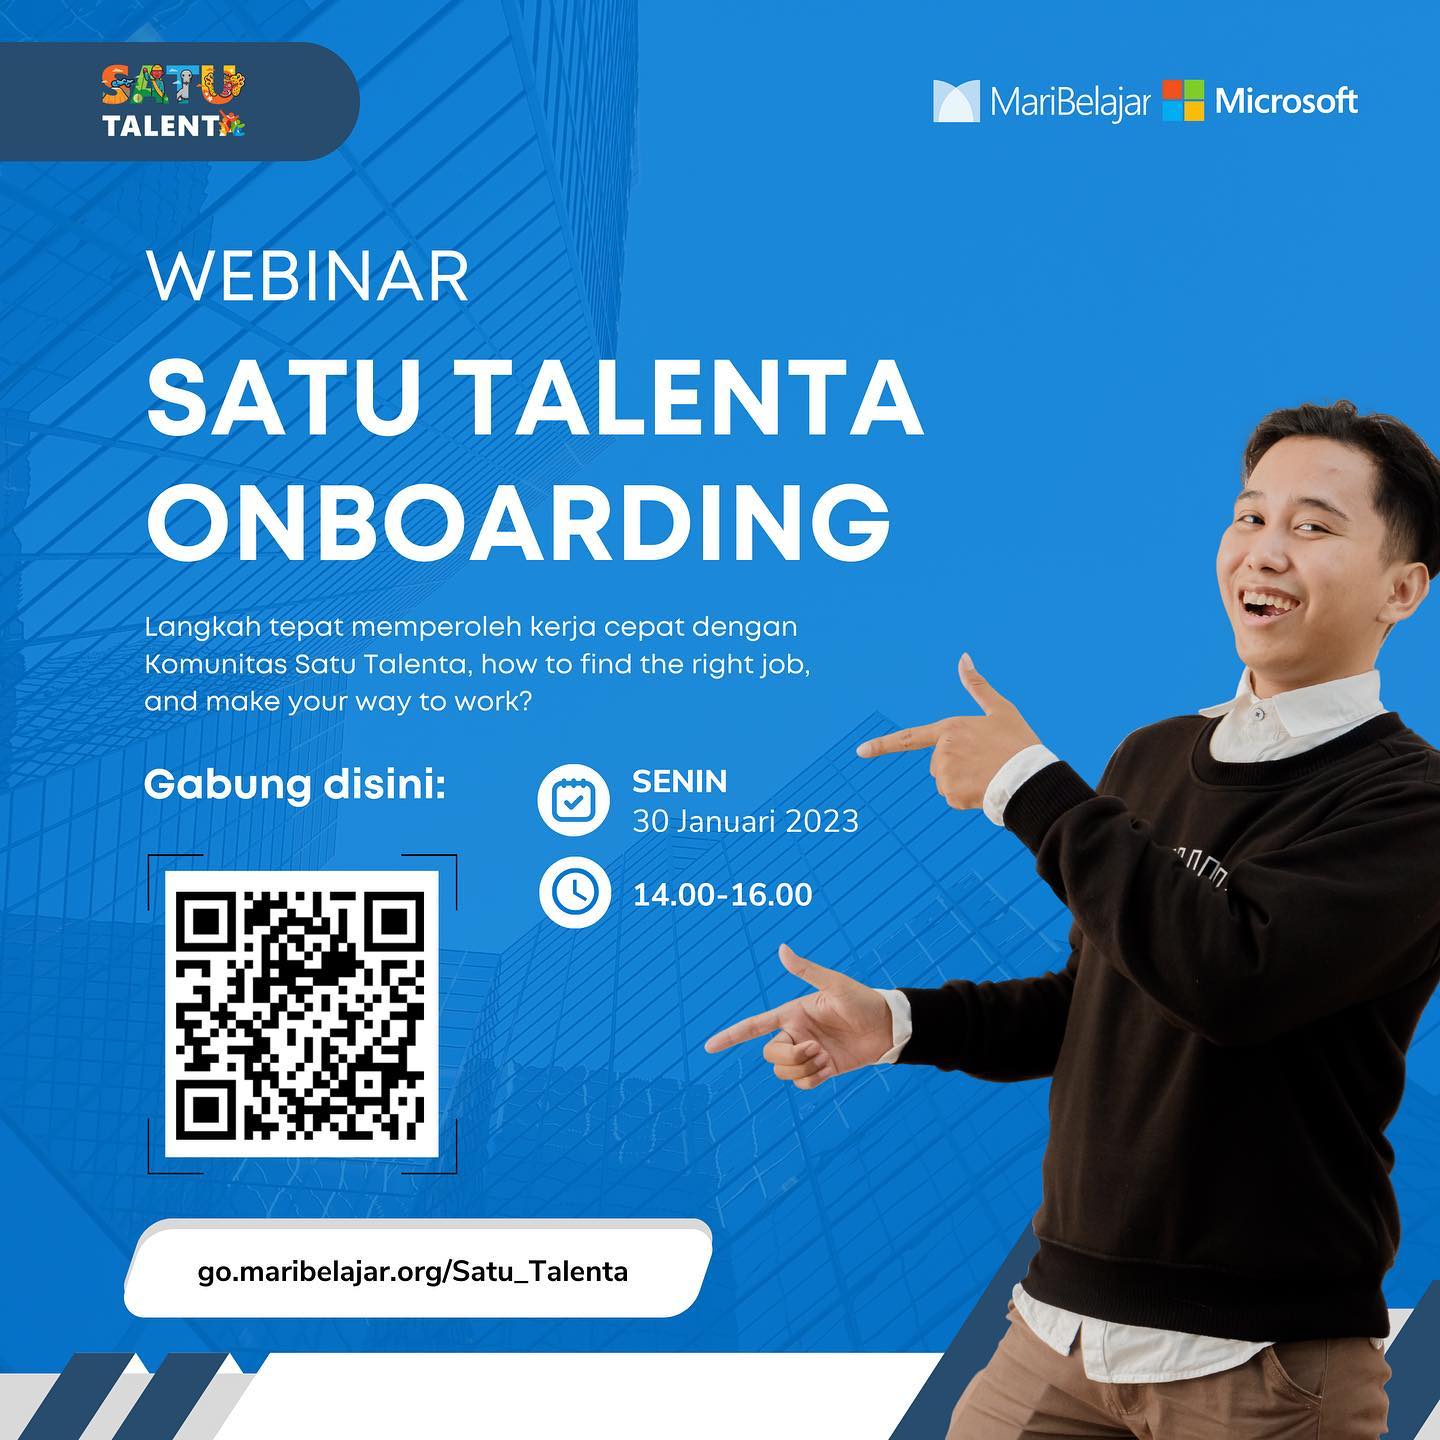 SATU
TALENTA
MariBelajar Microsoft
WEBINAR
SATU TALENTA
ONBOARDING
Langkah tepat memperoleh kerja cepat dengan
Komunitas Satu Talenta, how to find the right job,
and make your way to work?
Gabung disini:
SENIN
30 Januari 2023
14.00-16.00
go.maribelajar.org/Satu_Talenta